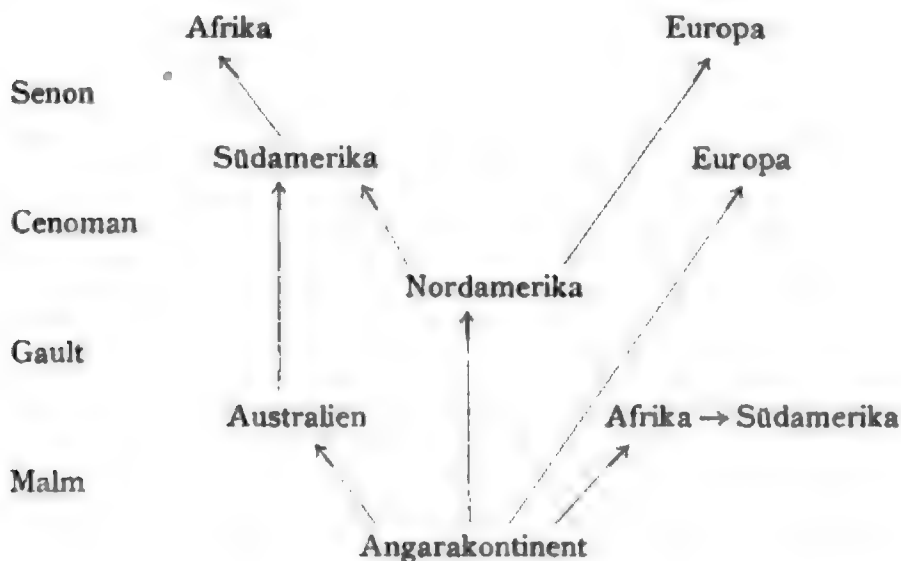 Afrika Europa
Senon
Südamerika Europa
Cenoman
Nordamerika
Gault
Australien Afrika → Südamerika
Malm
Angarakontinent